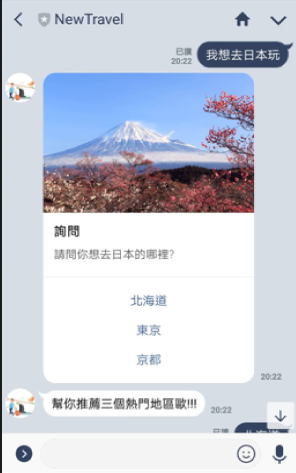 NewTravel
我想去日本玩
已讀
20:22
詢問
請問你想去日本的哪裡?
北海道
東京
京都
20:22
幫你推薦三個熱門地區歐!!!
20:22